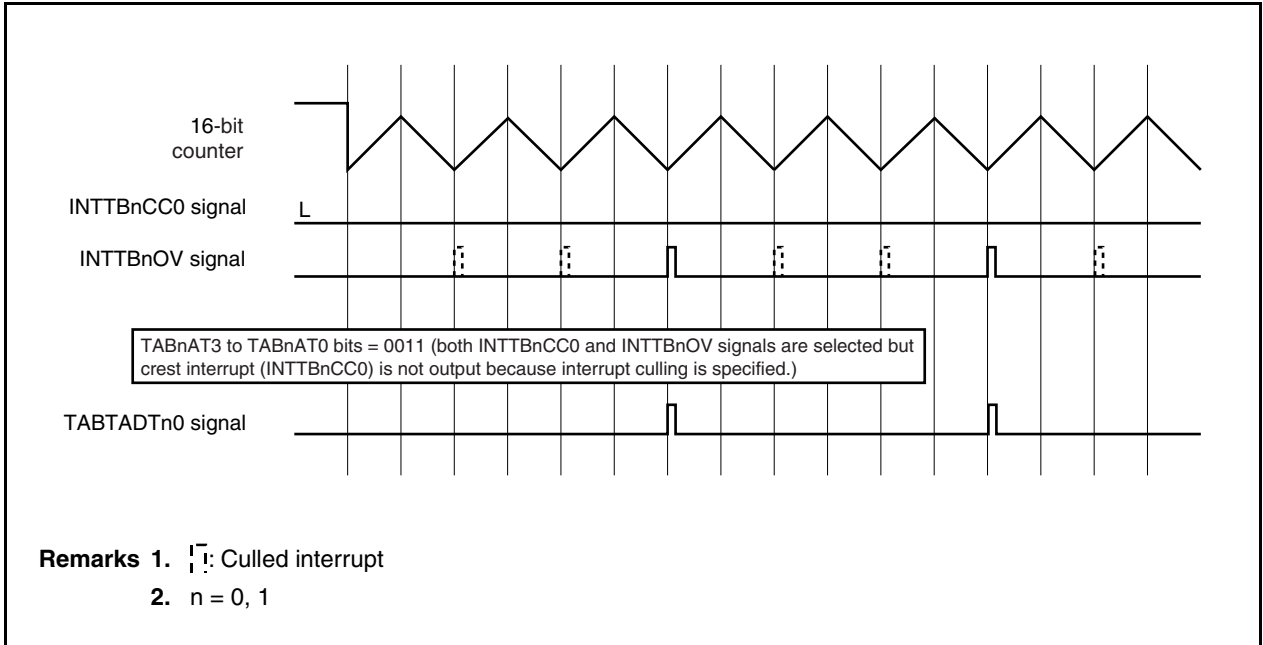 16-bit
counter
INTTBnCC0 signal
L
INTTBnOV signal
TABnAT3 to TABnAT0 bits = 0011 (both INTTBnCC0 and INTTBnOV signals are selected but
crest interrupt (INTTBnCC0) is not output because interrupt culling is specified.)
TABTADTn0 signal
Remarks 1. : Culled interrupt
2. n = 0, 1